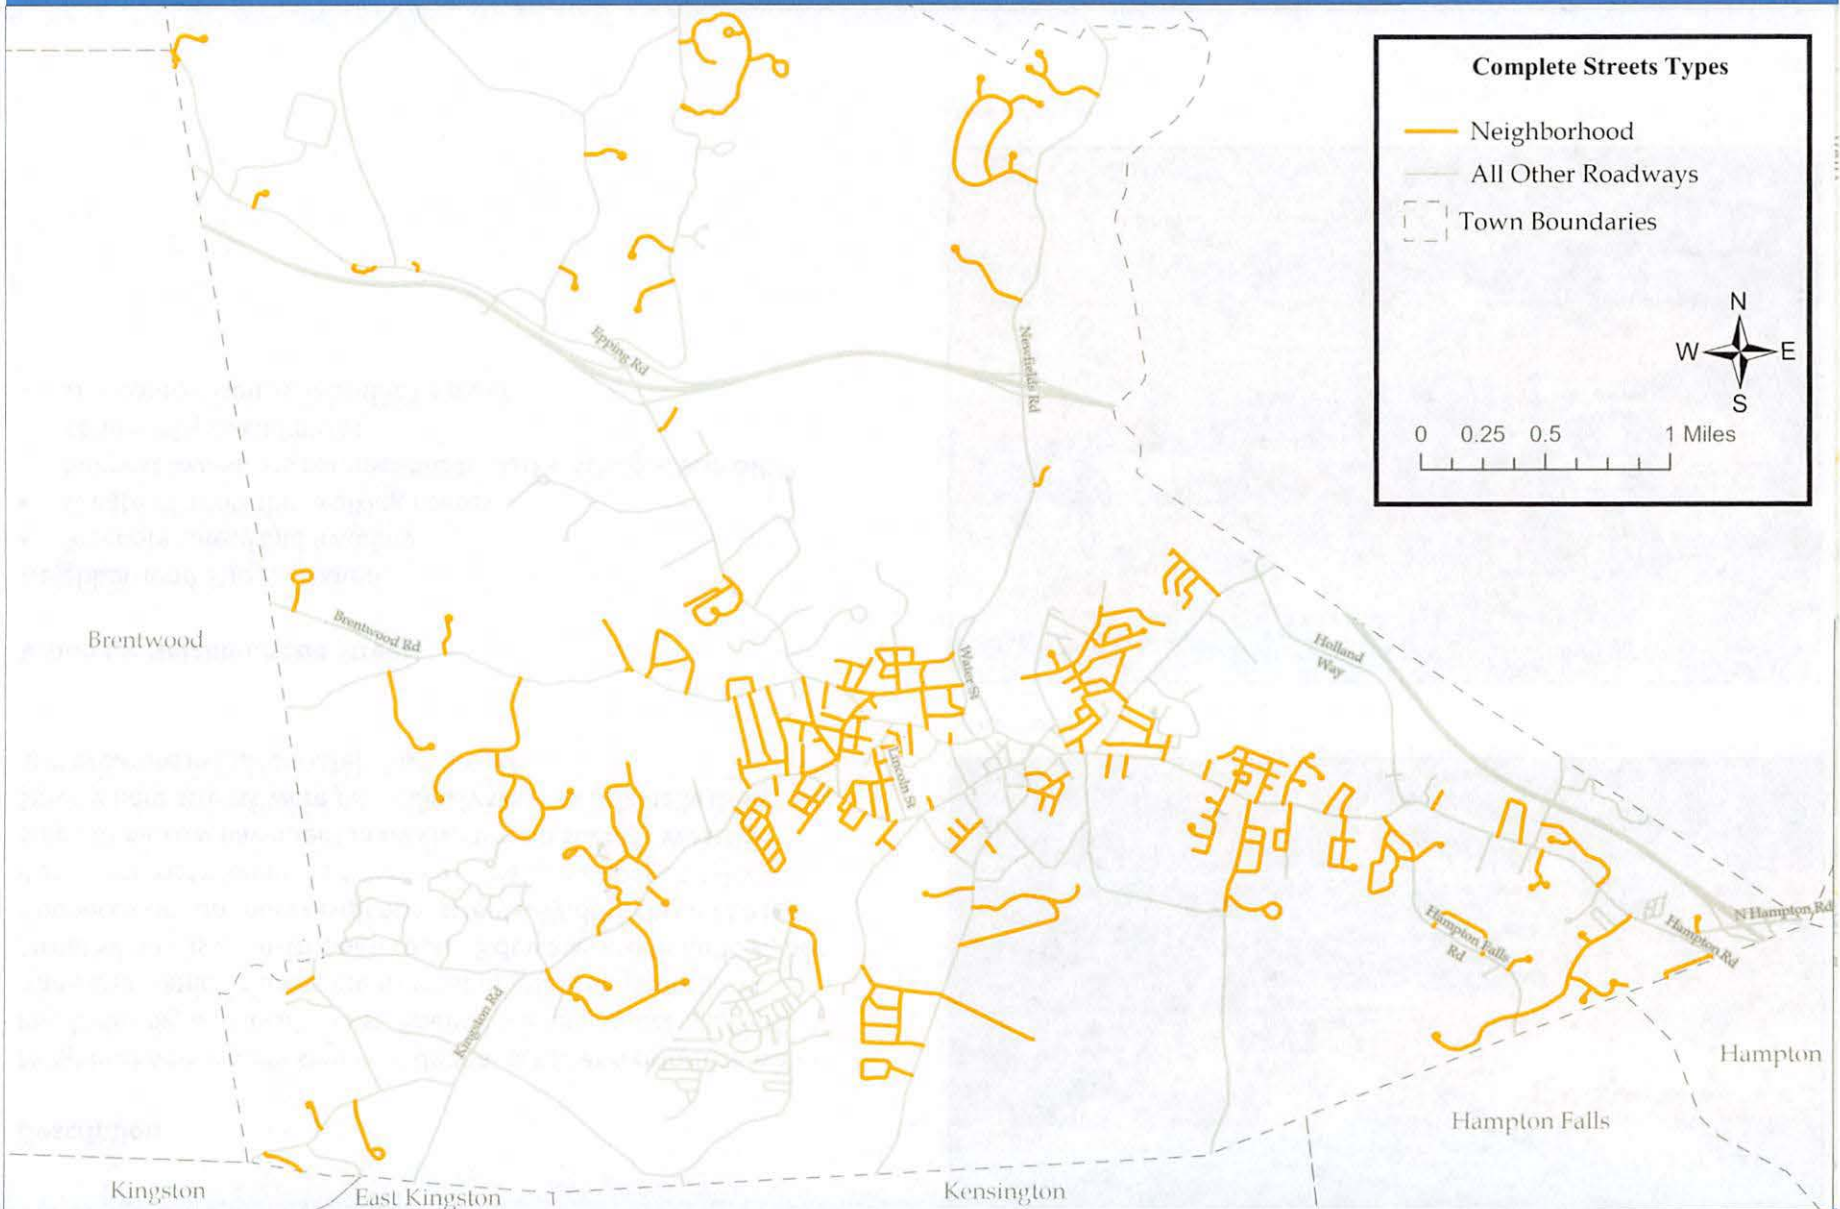 Complete Streets Types
Neighborhood
All Other Roadways
Town Boundaries
N
W
E
S
0 0.25 0.5 1 Miles
Epping Rd
Newfields Rd
Brentwood
Brentwood Rd
Water St
Holland
Way
Lincoln St
Hampton Falls
Rd
Hampton Rd
N Hampton Rd
Kingston Rd
Hampton
Hampton Falls
Kingston
East Kingston
Kensington